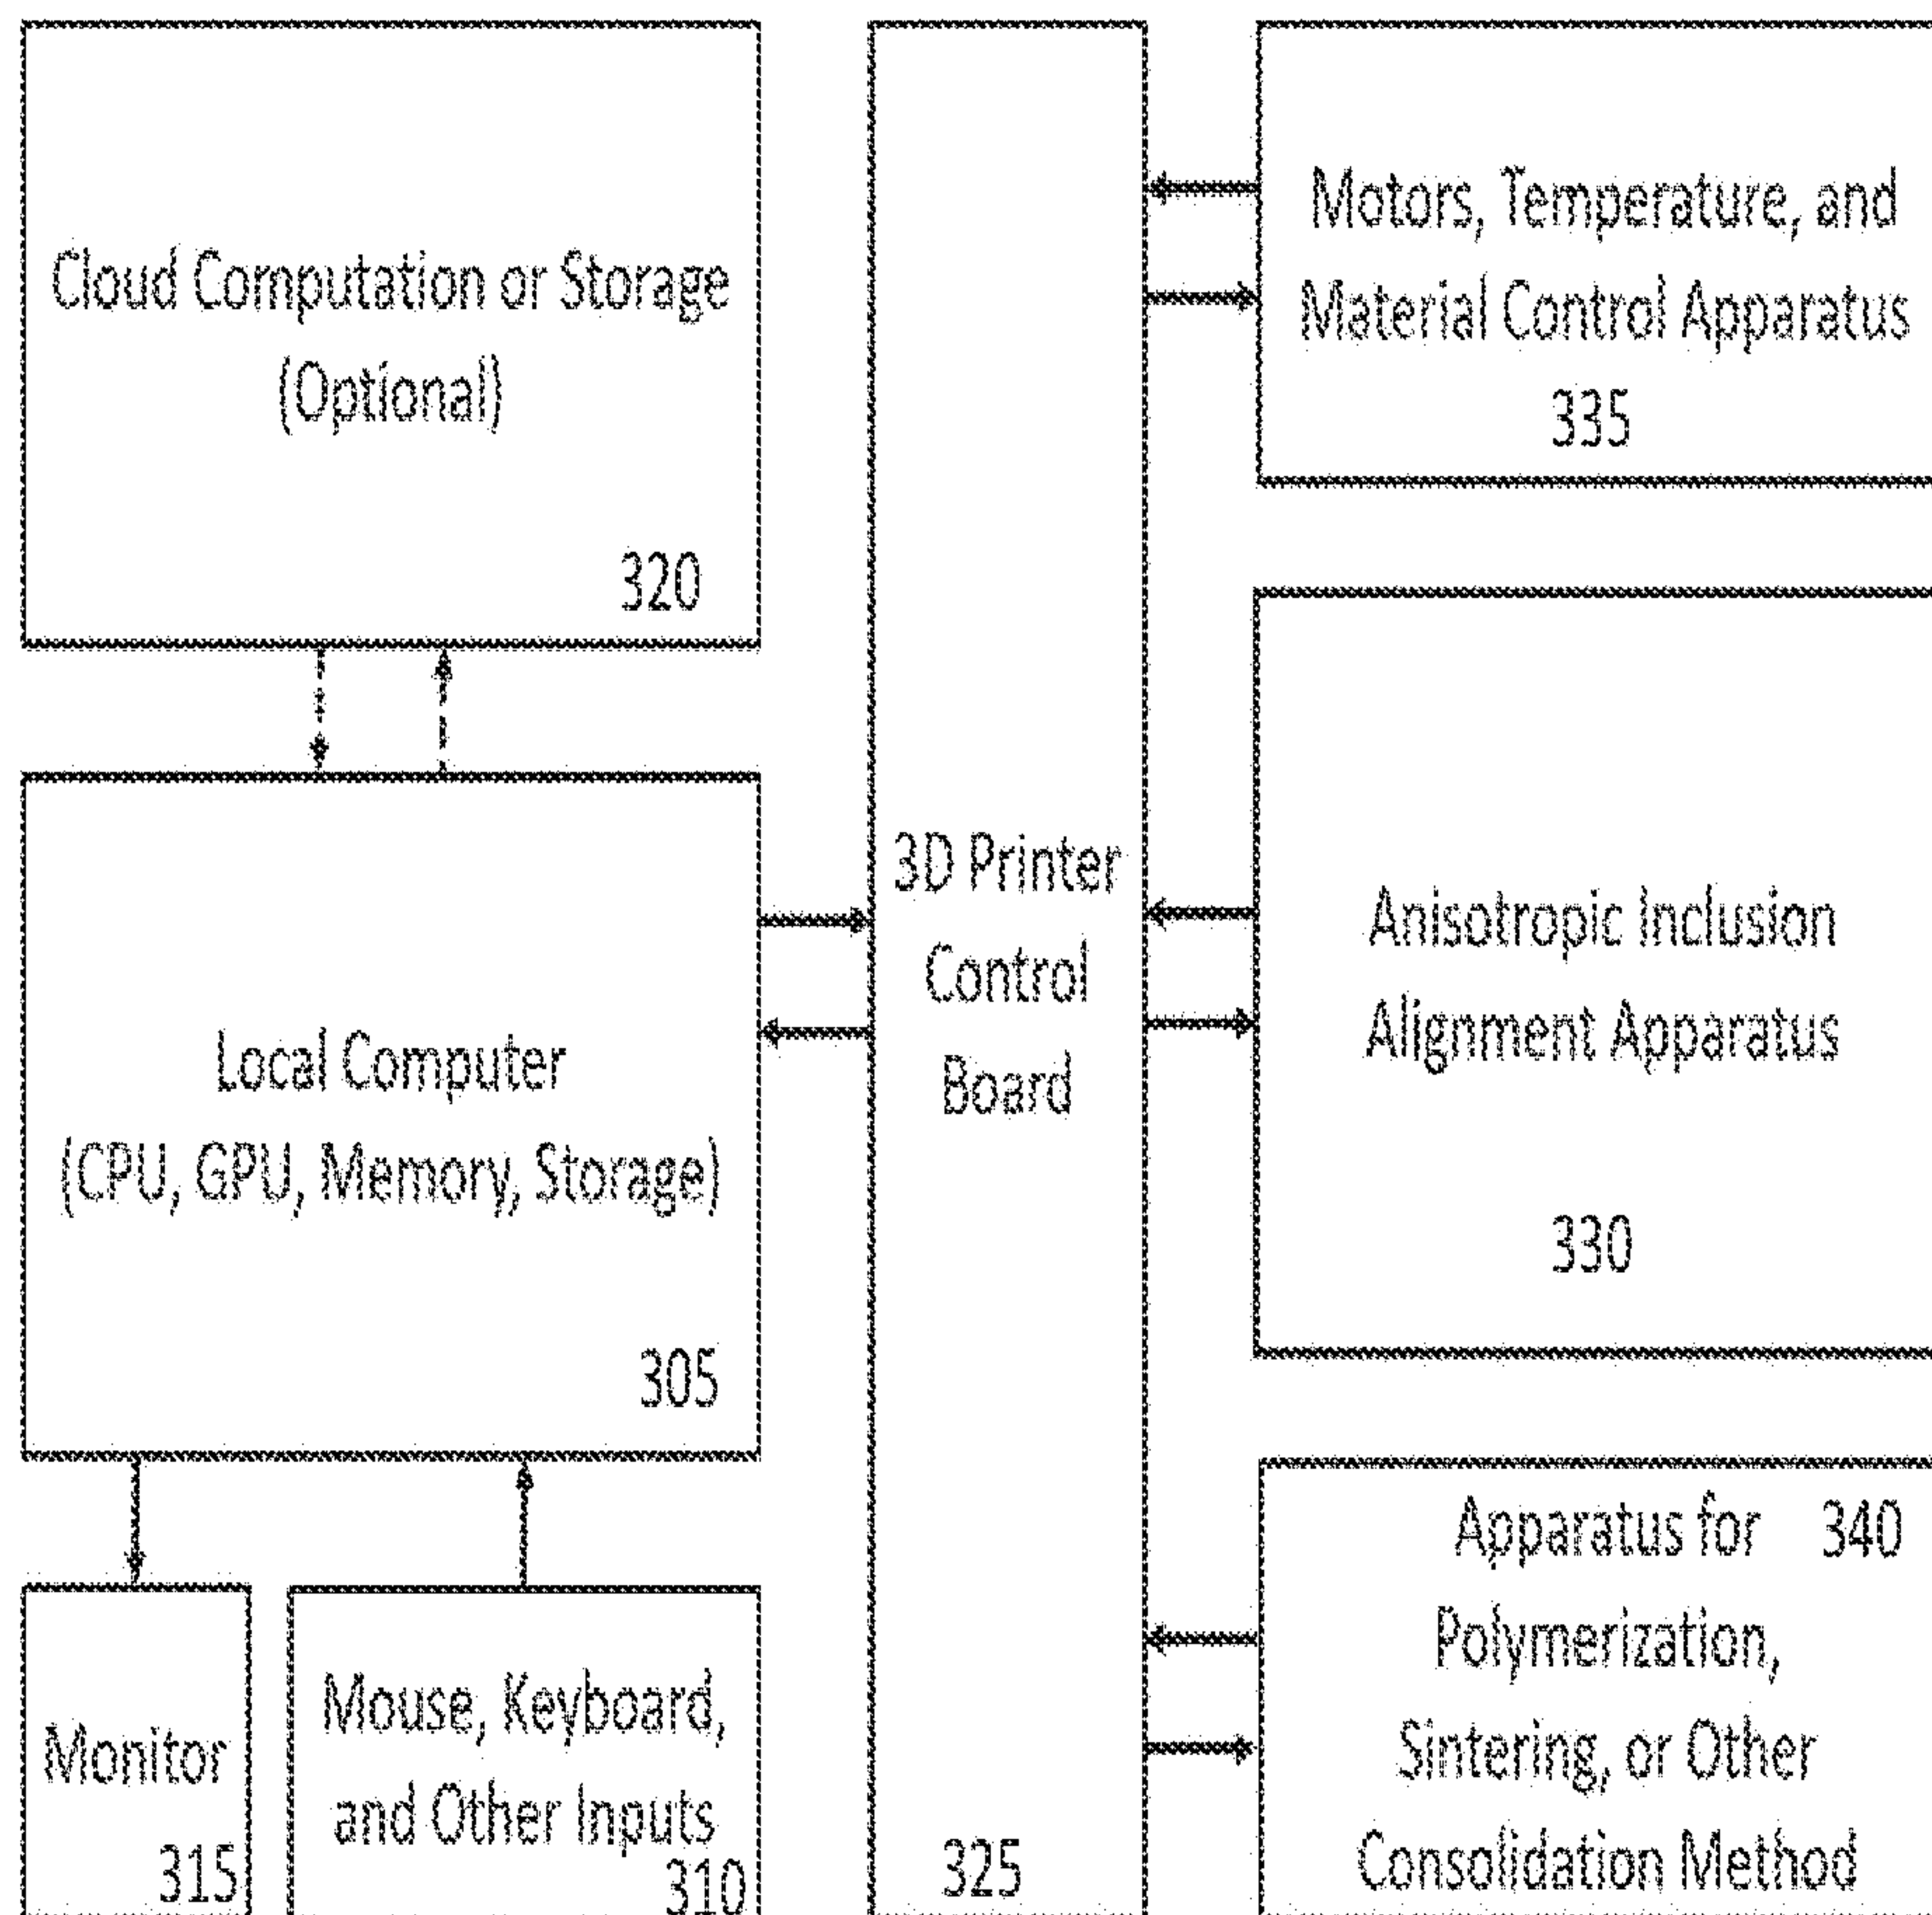 Cloud Computation or Storage
(Optional)
320
Local Computer
(CPU, GPU, Memory, Storage)
305
Monitor
315
Mouse, Keyboard,
and Other Inputs
310
3D Printer
Control
Board
325
Motors, Temperature, and
Material Control Apparatus
335
Anisotropic Inclusion
Alignment Apparatus
330
Apparatus for 340
Polymerization,
Sintering, or Other
Consolidation Method